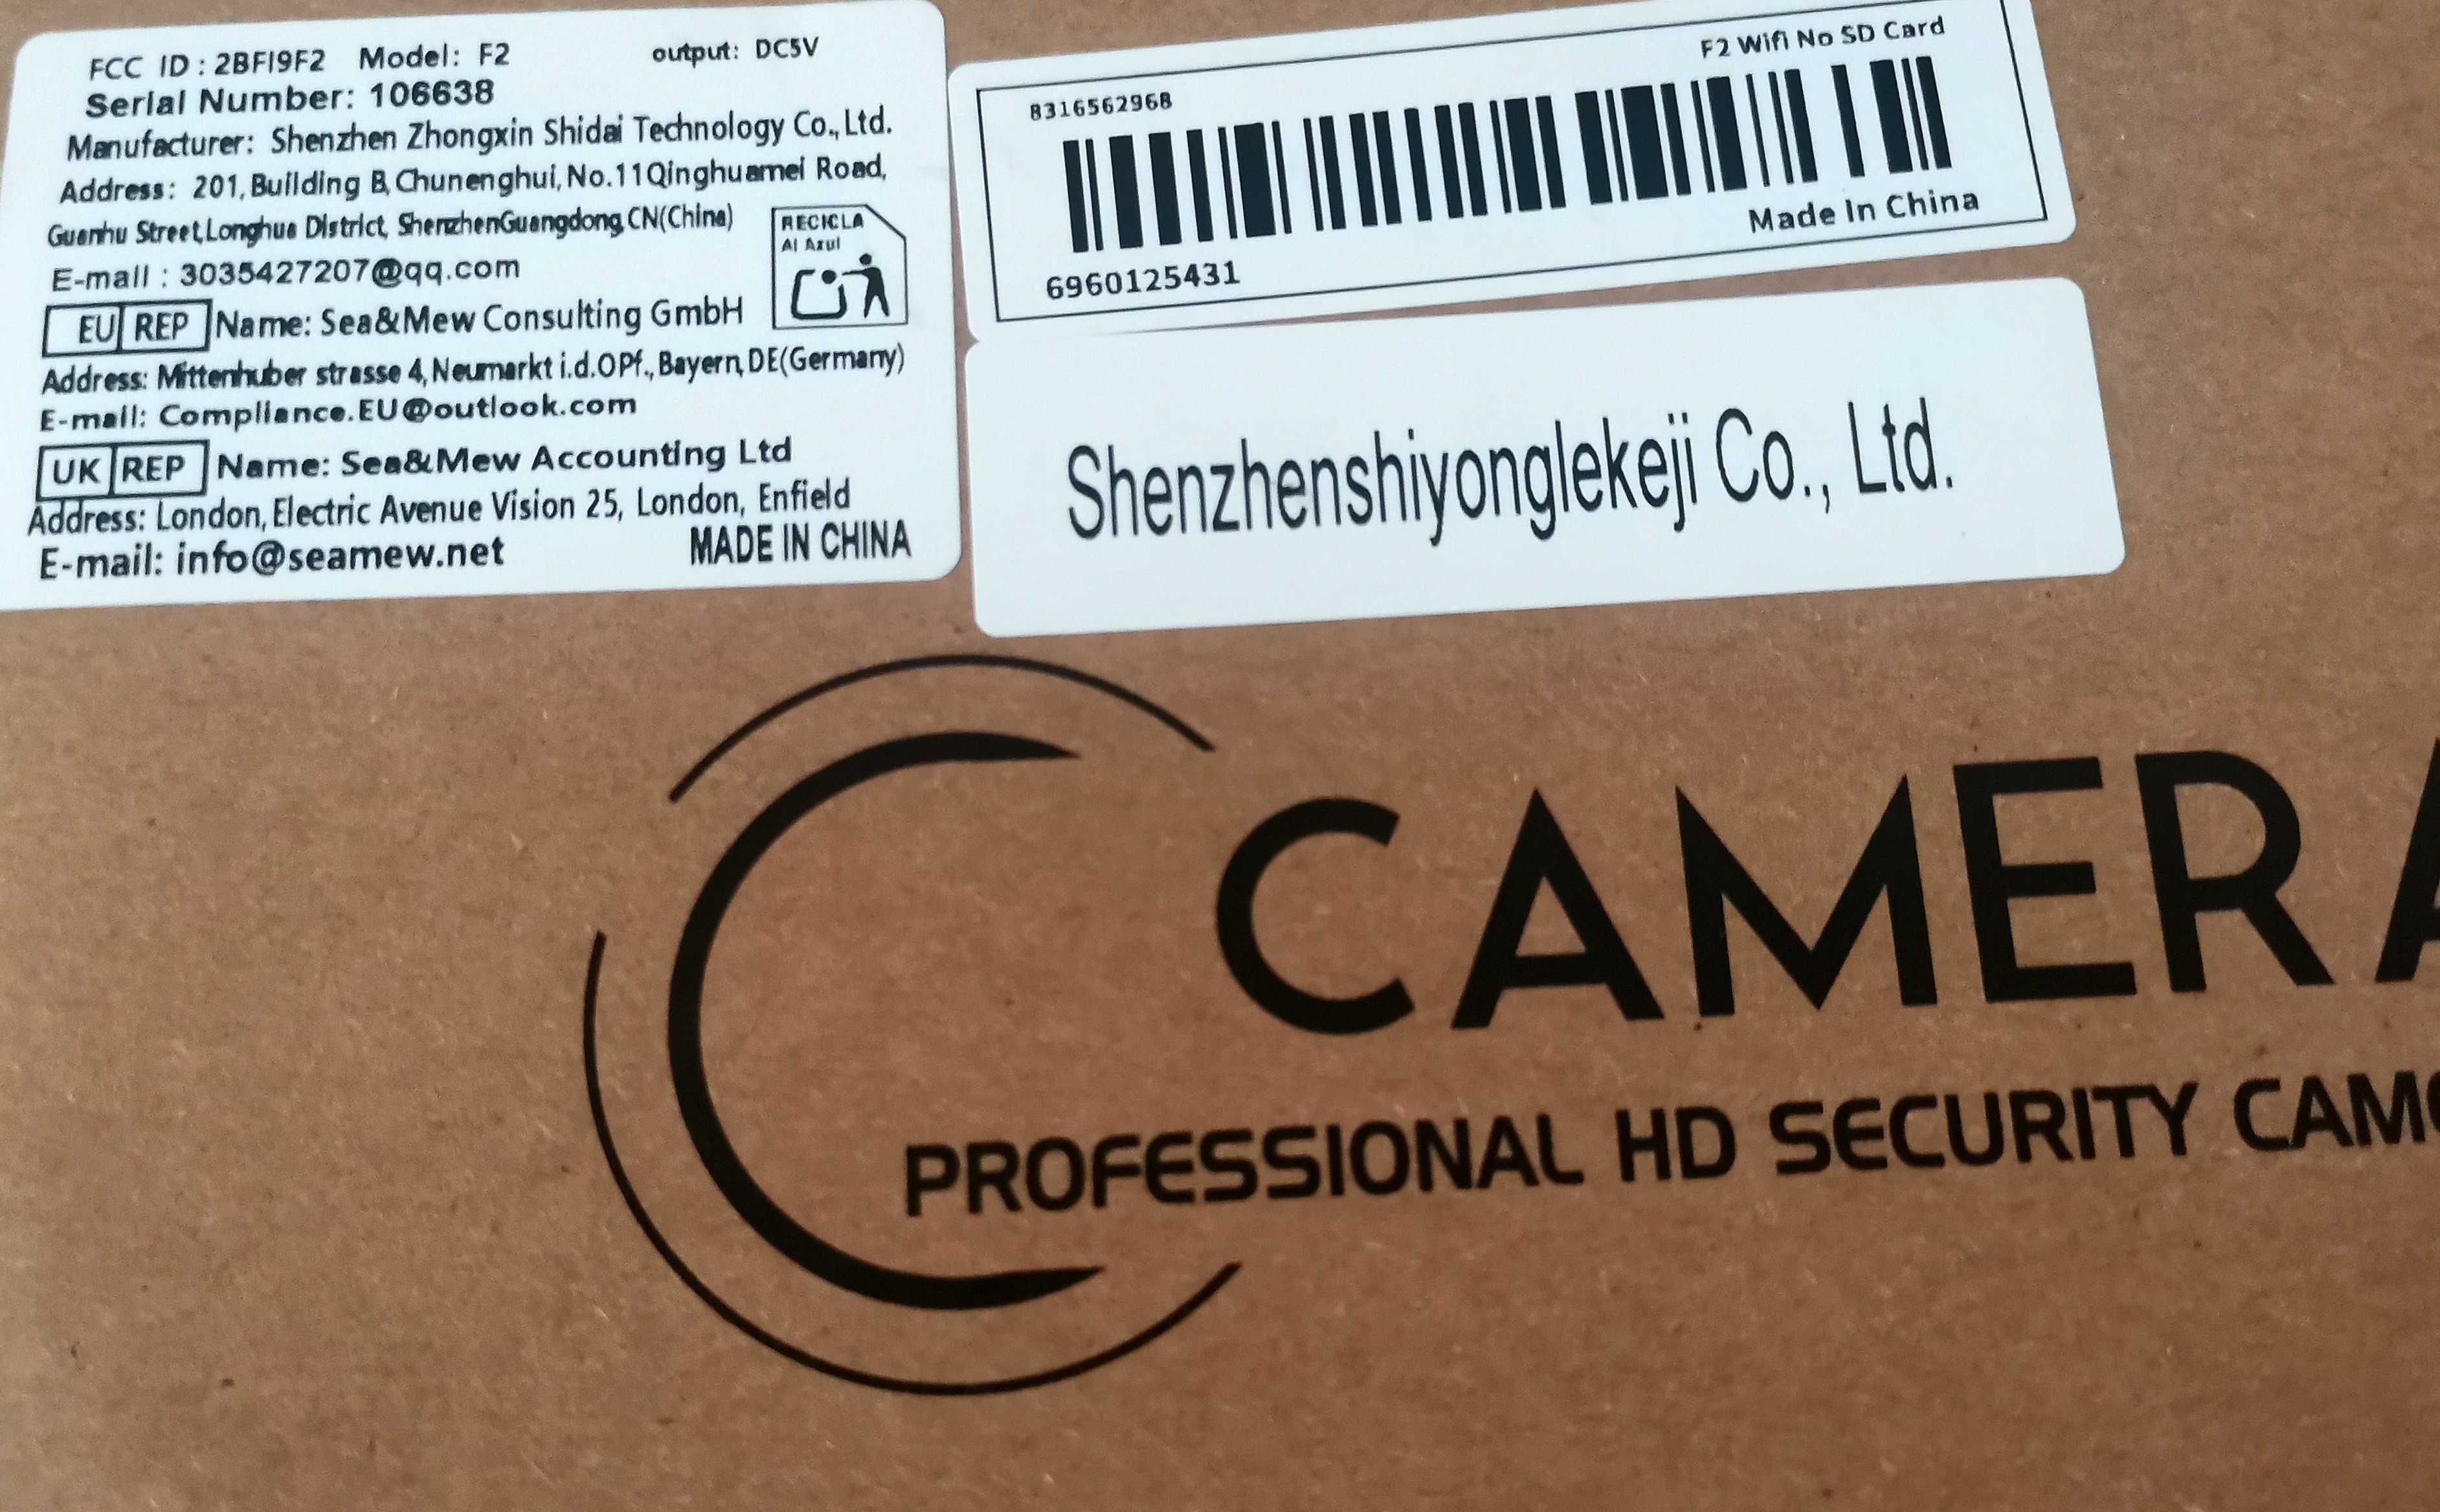 FCC ID : 2BFI9F2 Model: F2 output: DC5V
Serial Number: 106638
Manufacturer: Shenzhen Zhongxin Shidai Technology Co., Ltd.
Address: 201, Building B, Chunenghui, No.11Qinghuamei Road,
Guanhu Street,Longhua District, ShenzhenGuangdong,CN(China)
E-mail : 3035427207@qq.com
RECICLA
Al Azul
EU REP Name: Sea&Mew Consulting GmbH
Address: Mittenhuber strasse 4, Neumarkt i.d.OPf., Bayern, DE(Germany)
E-mail: Compliance.EU@outlook.com
UK REP Name: Sea&Mew Accounting Ltd
Address: London, Electric Avenue Vision 25, London, Enfield
E-mail: info@seamew.net MADE IN CHINA
F2 Wifi No SD Card
8316562968
Made In China
6960125431
Shenzhenshiyonglekeji Co., Ltd.
CAMERA
PROFESSIONAL HD SECURITY CAME